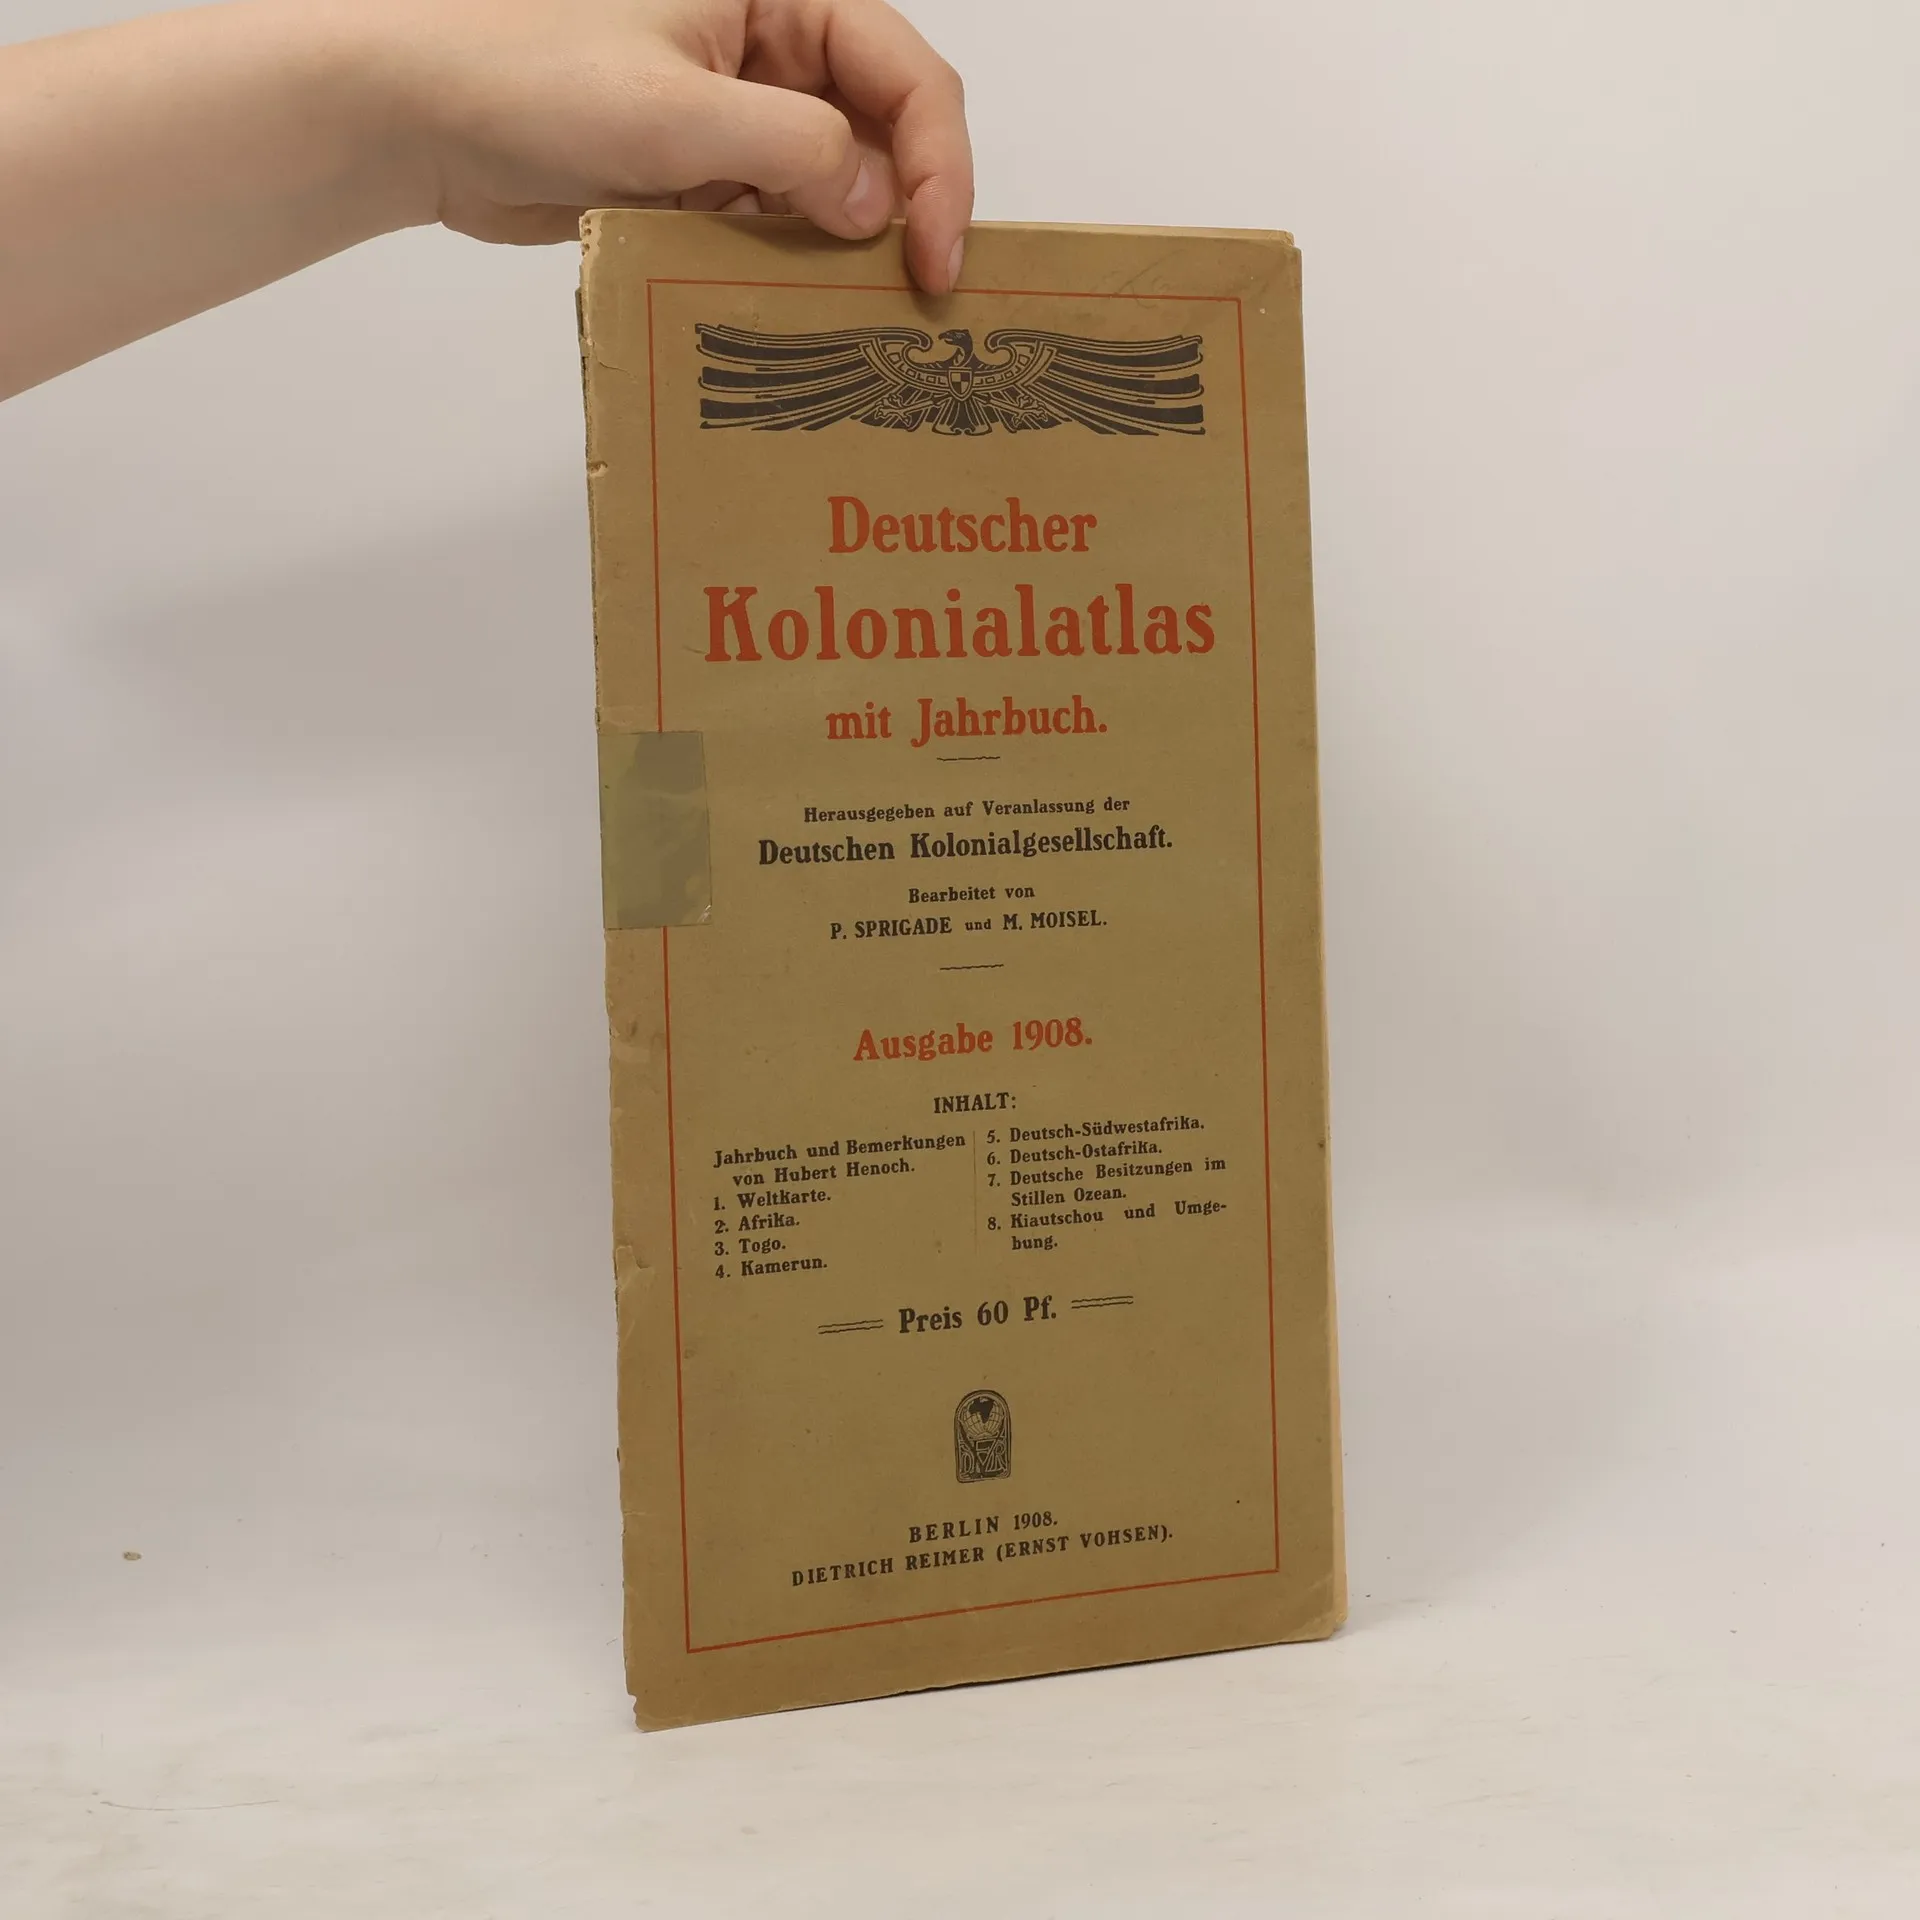 Deutscher
Kolonialatlas
mit Jahrbuch.
Herausgegeben auf Veranlassung der
Deutschen Kolonialgesellschaft.
Bearbeitet von
P. SPRIGADE und M. MOISEL.
Ausgabe 1908.
INHALT:
Jahrbuch und Bemerkungen
von Hubert Henoch.
1. Weltkarte.
2. Afrika.
3. Togo.
4. Kamerun.
5. Deutsch-Südwestafrika.
6. Deutsch-Ostafrika.
7. Deutsche Besitzungen im
Stillen Ozean.
8. Kiautschou und Umge-
bung.
Preis 60 Pf.
BERLIN 1908.
DIETRICH REIMER (ERNST VOHSEN).